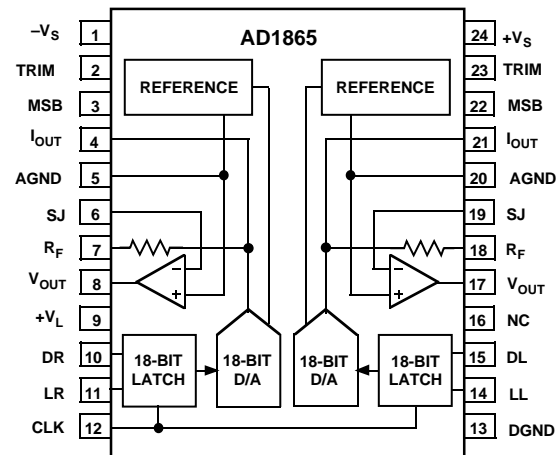 AD1865
–VS 1
TRIM 2
MSB 3
IOUT 4
AGND 5
SJ 6
RF 7
VOUT 8
+VL 9
DR 10
LR 11
CLK 12
24 +VS
23 TRIM
22 MSB
21 IOUT
20 AGND
19 SJ
18 RF
17 VOUT
16 NC
15 DL
14 LL
13 DGND
REFERENCE
REFERENCE
–
+
–
+
18-BIT
LATCH
18-BIT
D/A
18-BIT
D/A
18-BIT
LATCH